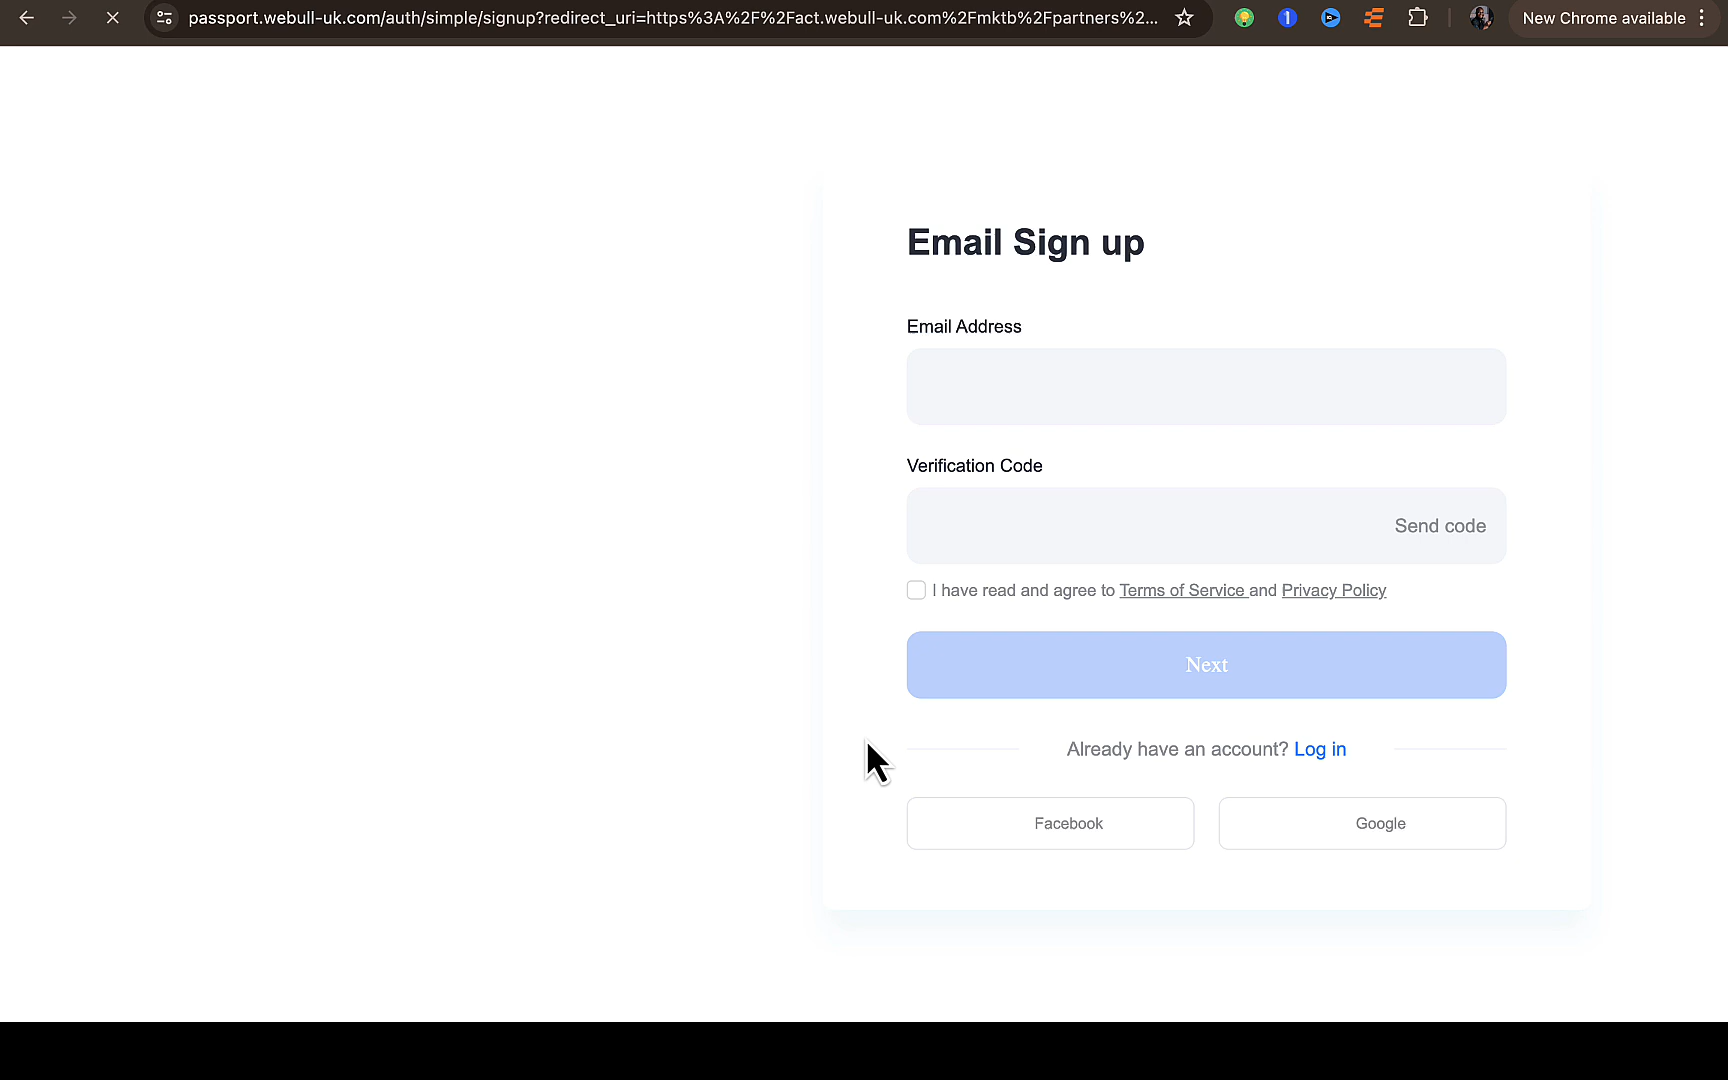 passport.webull-uk.com/auth/simple/signup?redirect_uri=https%3A%2F%2Fact.webull-uk.com%2Fmktb%2Fpartners%2...
New Chrome available
Email Sign up
Email Address
Verification Code
Send code
I have read and agree to Terms of Service and Privacy Policy
Next
Already have an account? Log in
Facebook
Google